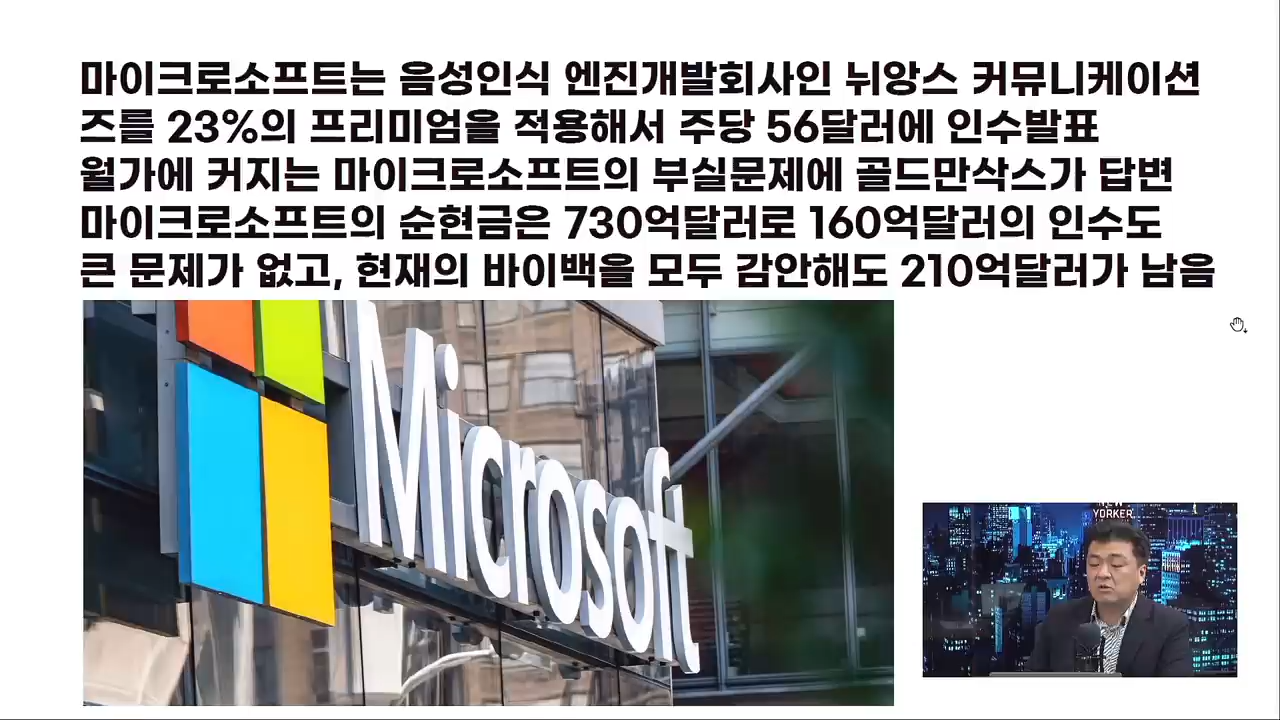 마이크로소프트는 음성인식 엔진개발회사인 뉘앙스 커뮤니케이션
즈를 23%의 프리미엄을 적용해서 주당 56달러에 인수발표
월가에 커지는 마이크로소프트의 부실문제에 골드만삭스가 답변
마이크로소프트의 순현금은 730억달러로 160억달러의 인수도
큰 문제가 없고, 현재의 바이백을 모두 감안해도 210억달러가 남음
Microsoft
NEW
YORKER